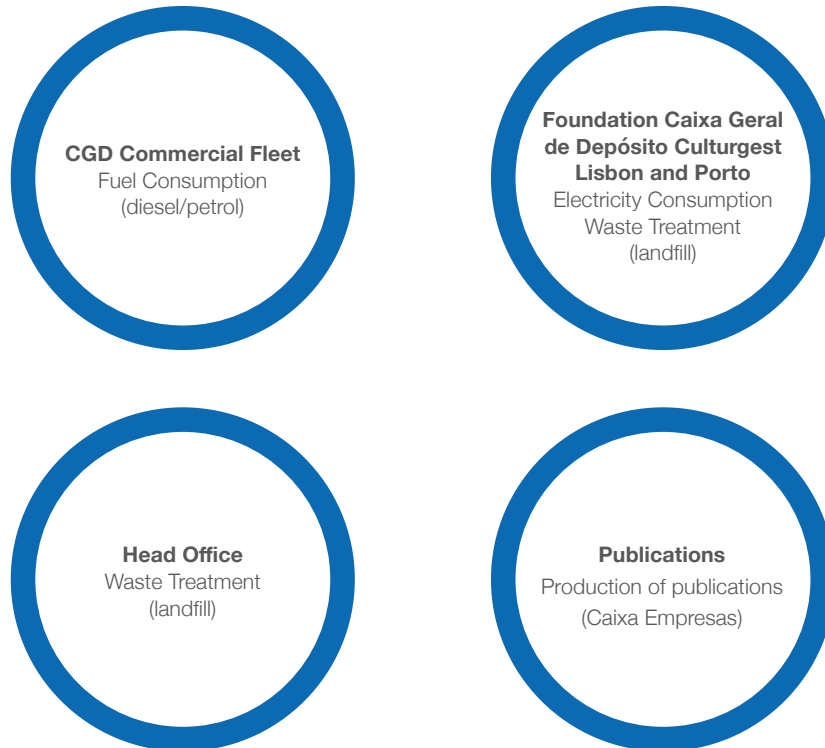 CGD Commercial Fleet
Fuel Consumption
(diesel/petrol)
Foundation Caixa Geral
de Depósito Culturgest
Lisbon and Porto
Electricity Consumption
Waste Treatment
(landfill)
Head Office
Waste Treatment
(landfill)
Publications
Production of publications
(Caixa Empresas)